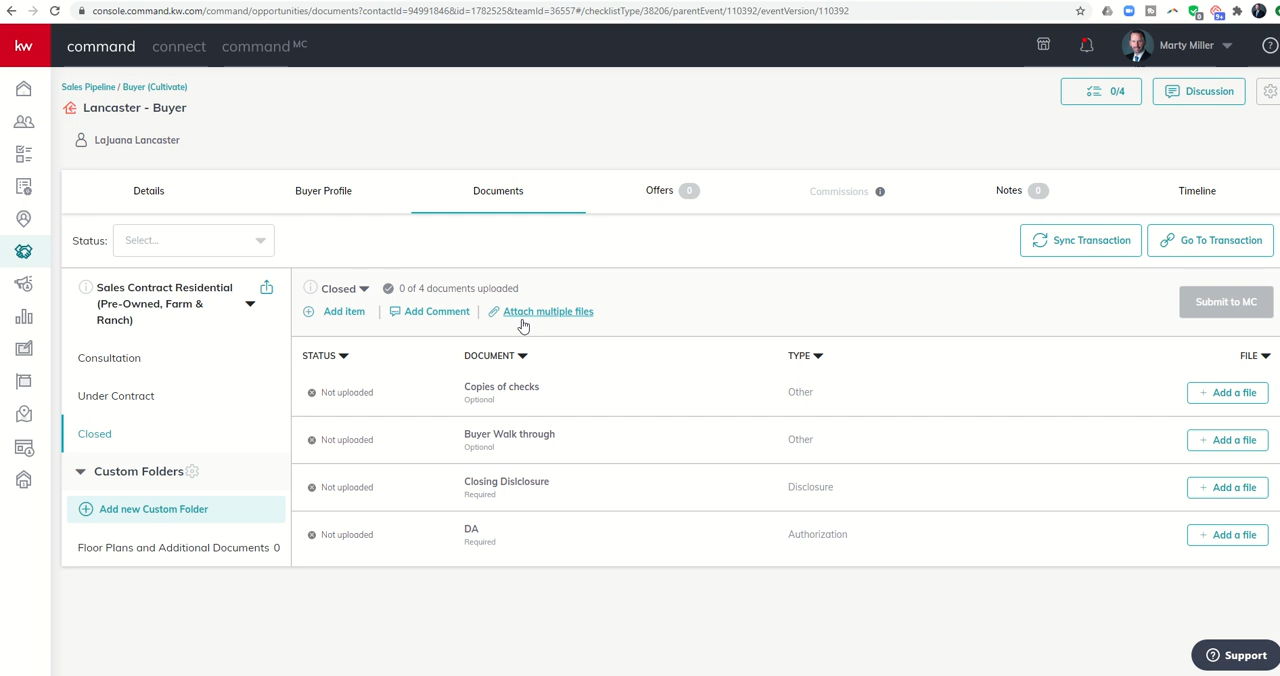 console.command.kw.com/command/opportunities/documents?contactId=94991846&id=1782525&teamId=36557#/checklistType/38206/parentEvent/110392/eventVersion/110392
kw
command
connect
command MC
Marty Miller
Sales Pipeline / Buyer (Cultivate)
Lancaster - Buyer
0/4
Discussion
LaJuana Lancaster
Details
Buyer Profile
Documents
Offers 0
Commissions
Notes 0
Timeline
Status: Select...
Sync Transaction
Go To Transaction
Sales Contract Residential
(Pre-Owned, Farm &
Ranch)
Consultation
Under Contract
Closed
Custom Folders
Add new Custom Folder
Floor Plans and Additional Documents 0
Closed
0 of 4 documents uploaded
Add item
Add Comment
Attach multiple files
Submit to MC
STATUS DOCUMENT TYPE FILE
Not uploaded Copies of checks Other + Add a file
Optional
Not uploaded Buyer Walk through Other + Add a file
Optional
Not uploaded Closing Dislclosure Disclosure + Add a file
Required
Not uploaded DA Authorization + Add a file
Required
Support